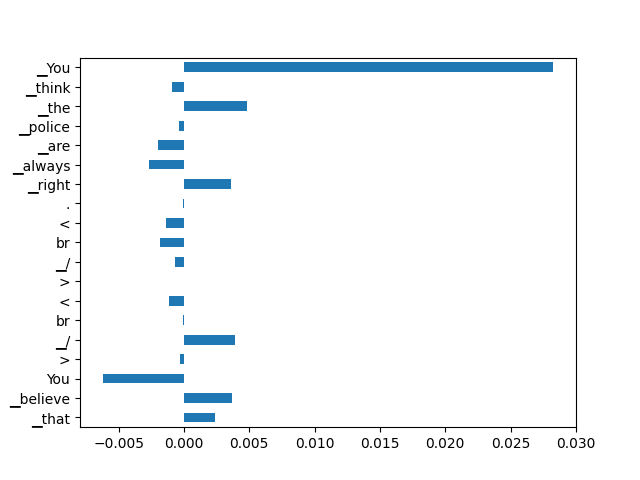 ▁You
▁think
▁the
▁police
▁are
▁always
▁right
.
<
br
▁/
>
<
br
▁/
>
You
▁believe
▁that
−0.005 0.000 0.005 0.010 0.015 0.020 0.025 0.030